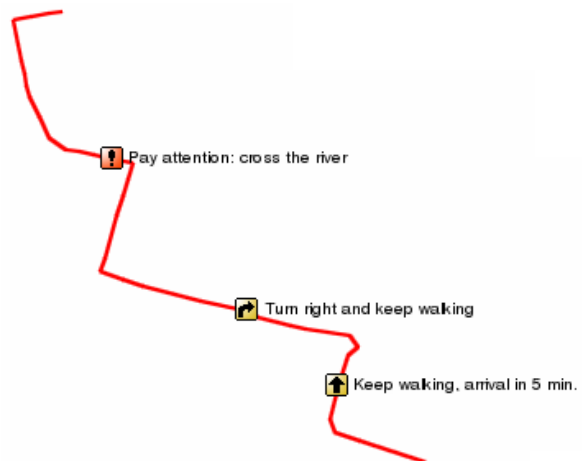 Pay attention: cross the river
Turn right and keep walking
Keep walking, arrival in 5 min.